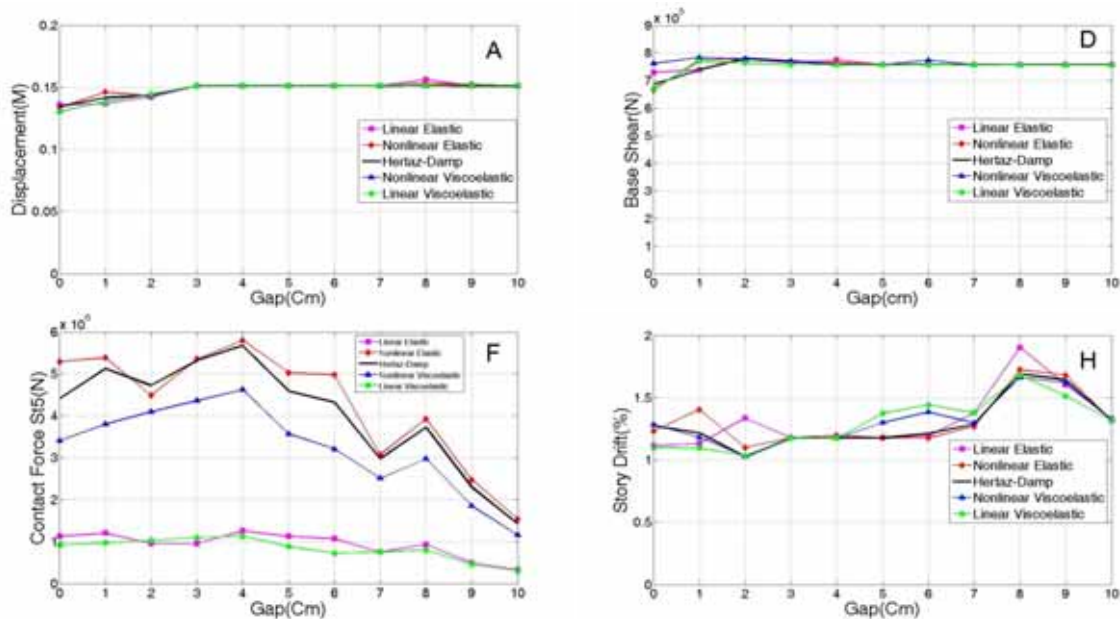 A
Displacement(M)
0.2
0.15
0.1
0.05
0
Linear Elastic
Nonlinear Elastic
Hertaz-Damp
Nonlinear Viscoelastic
Linear Viscoelastic
0 1 2 3 4 5 6 7 8 9 10
Gap(Cm)
D
x 10
Base Shear(N)
9
8
7
6
5
4
3
2
1
0
Linear Elastic
Nonlinear Elastic
Hertaz-Damp
Nonlinear Viscoelastic
Linear Viscoelastic
0 1 2 3 4 5 6 7 8 9 10
Gap(cm)
F
x 10
Contact Force St5(N)
6
5
4
3
2
1
0
Linear Elastic
Nonlinear Elastic
Hertaz-Damp
Nonlinear Viscoelastic
Linear Viscoelastic
0 1 2 3 4 5 6 7 8 9 10
Gap(Cm)
H
Story Drift(%)
2
1.5
1
0.5
0
Linear Elastic
Nonlinear Elastic
Hertaz-Damp
Nonlinear Viscoelastic
Linear Viscoelastic
0 1 2 3 4 5 6 7 8 9 10
Gap(Cm)